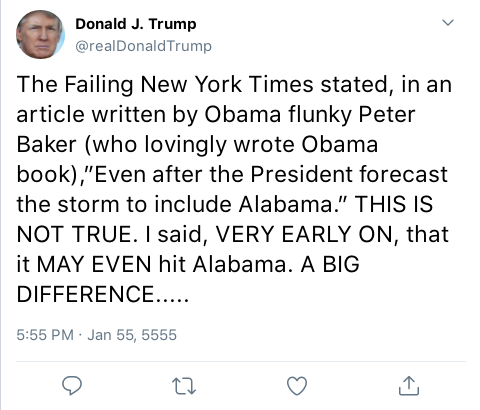 Donald J. Trump
@realDonaldTrump
The Failing New York Times stated, in an
article written by Obama flunky Peter
Baker (who lovingly wrote Obama
book),”Even after the President forecast
the storm to include Alabama.” THIS IS
NOT TRUE. I said, VERY EARLY ON, that
it MAY EVEN hit Alabama. A BIG
DIFFERENCE.....
5:55 PM · Jan 55, 5555